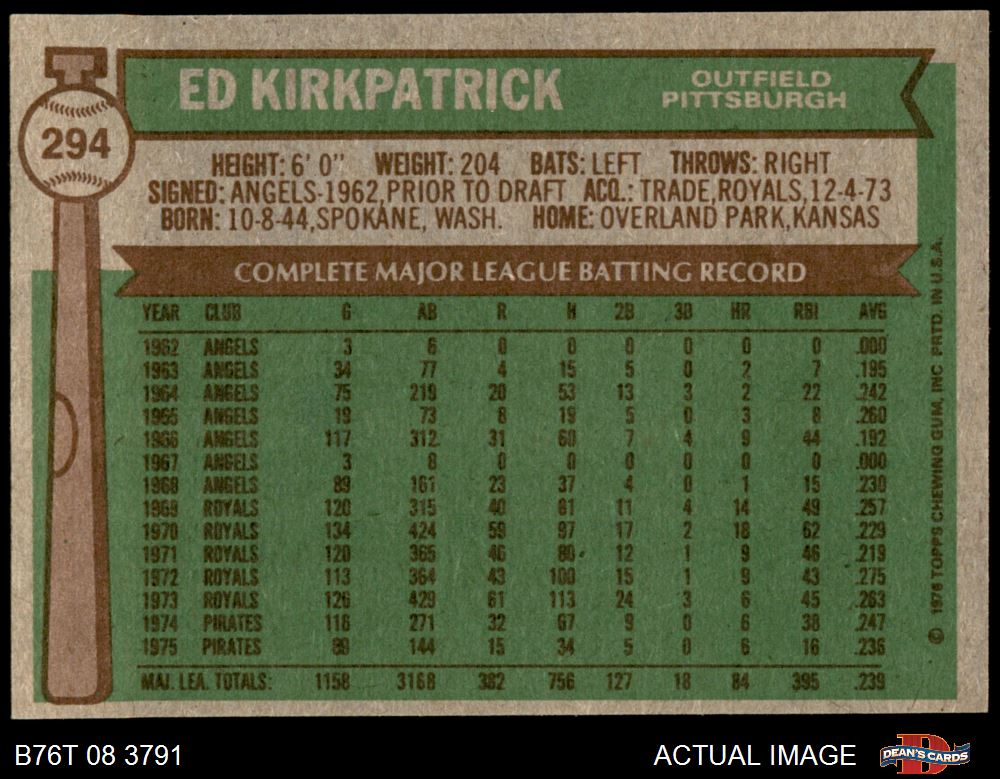 294
ED KIRKPATRICK
OUTFIELD
PITTSBURGH
HEIGHT: 6' 0" WEIGHT: 204 BATS: LEFT THROWS: RIGHT
SIGNED: ANGELS-1962, PRIOR TO DRAFT ACQ.: TRADE, ROYALS, 12-4-73
BORN: 10-8-44, SPOKANE, WASH. HOME: OVERLAND PARK, KANSAS
COMPLETE MAJOR LEAGUE BATTING RECORD
YEAR CLUB G AB R H 2B 3B HR RBI AVG
1962 ANGELS 3 6 0 0 0 0 0 0 .000
1963 ANGELS 34 77 4 15 5 0 2 7 .195
1964 ANGELS 75 219 20 53 13 3 2 22 .242
1965 ANGELS 19 73 8 19 5 0 3 8 .260
1966 ANGELS 117 312 31 60 7 4 9 44 .192
1967 ANGELS 3 8 0 0 0 0 0 0 .000
1968 ANGELS 89 161 23 37 4 0 1 15 .230
1969 ROYALS 120 315 40 81 11 4 14 49 .257
1970 ROYALS 134 424 59 97 17 2 18 62 .229
1971 ROYALS 120 365 46 80 12 1 9 46 .219
1972 ROYALS 113 364 43 100 15 1 9 43 .275
1973 ROYALS 126 429 61 113 24 3 6 45 .263
1974 PIRATES 116 271 32 67 9 0 6 38 .247
1975 PIRATES 89 144 15 34 5 0 6 16 .236
MAJ. LEA. TOTALS: 1158 3168 382 756 127 18 84 395 .239
© 1976 TOPPS CHEWING GUM, INC PRTD. IN U.S.A.
B76T 08 3791
ACTUAL IMAGE
DEAN'S CARDS